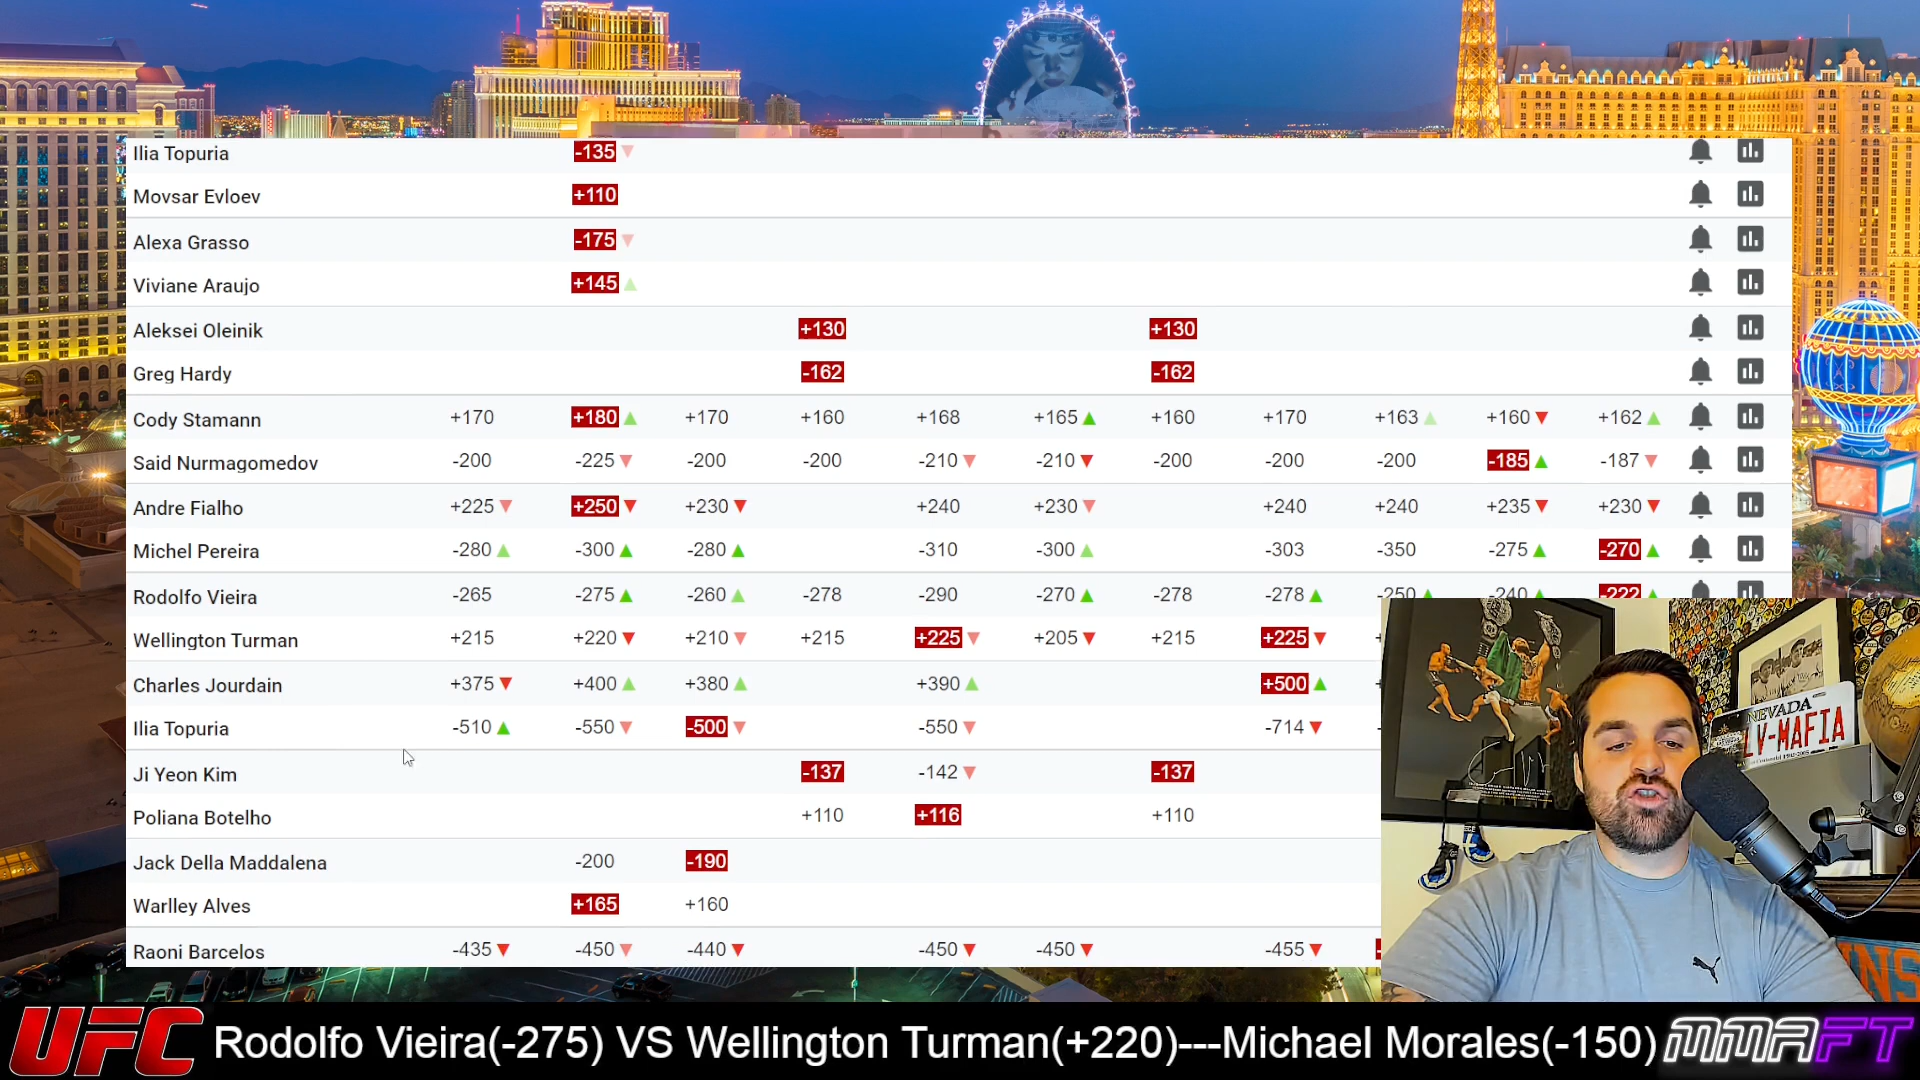 Ilia Topuria -135
Movsar Evloev +110
Alexa Grasso -175
Viviane Araujo +145
Aleksei Oleinik +130 +130
Greg Hardy -162 -162
Cody Stamann +170 +180 +170 +160 +168 +165 +160 +170 +163 +160 +162
Said Nurmagomedov -200 -225 -200 -200 -210 -210 -200 -200 -200 -185 -187
Andre Fialho +225 +250 +230 +240 +230 +240 +240 +235 +230
Michel Pereira -280 -300 -280 -310 -300 -303 -350 -275 -270
Rodolfo Vieira -265 -275 -260 -278 -290 -270 -278 -278 -250 -240 -222
Wellington Turman +215 +220 +210 +215 +225 +205 +215 +225
Charles Jourdain +375 +400 +380 +390 +500
Ilia Topuria -510 -550 -500 -550 -714
Ji Yeon Kim -137 -142 -137
Poliana Botelho +110 +116 +110
Jack Della Maddalena -200 -190
Warlley Alves +165 +160
Raoni Barcelos -435 -450 -440 -450 -450 -455
NEVADA
LV-MAFIA
UFC Rodolfo Vieira(-275) VS Wellington Turman(+220)---Michael Morales(-150) MMAFT